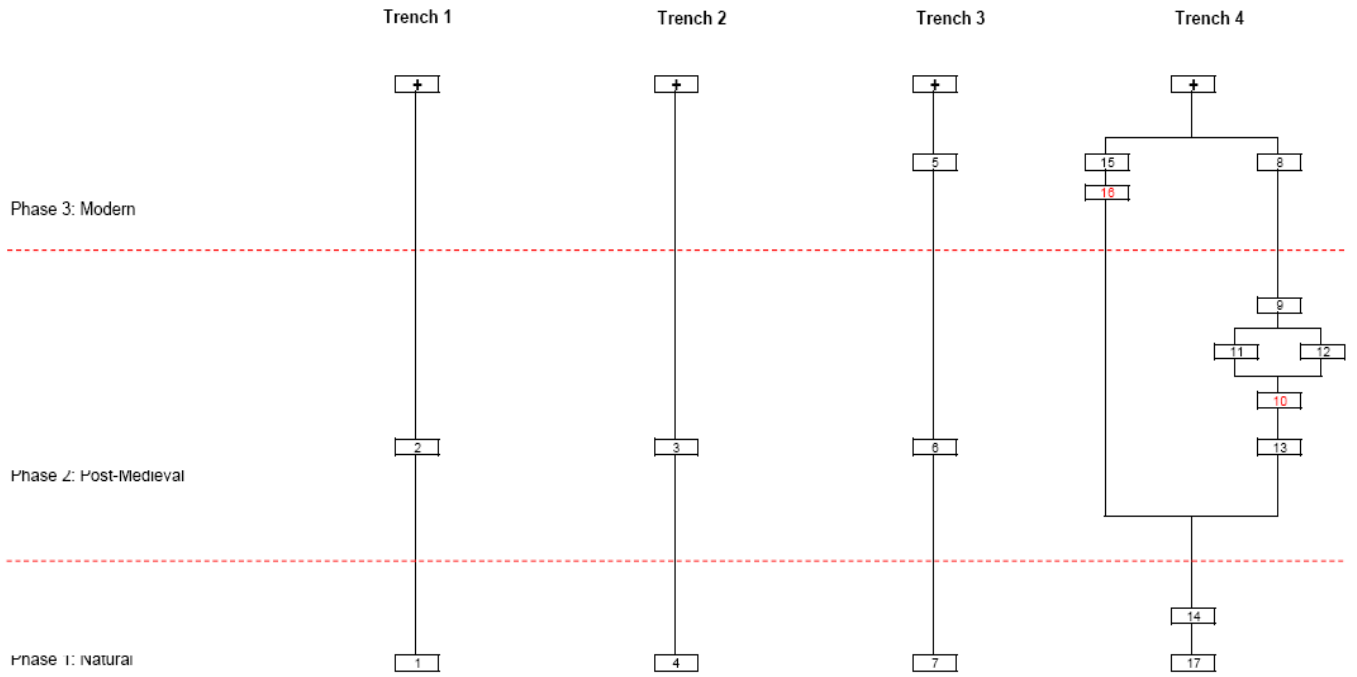 Trench 1 Trench 2 Trench 3 Trench 4
+ + + +
5 15 8
16
Phase 3: Modern
9
11 12
10
2 3 6 13
Phase 2: Post-Medieval
14
Phase 1: Natural 1 4 7 17